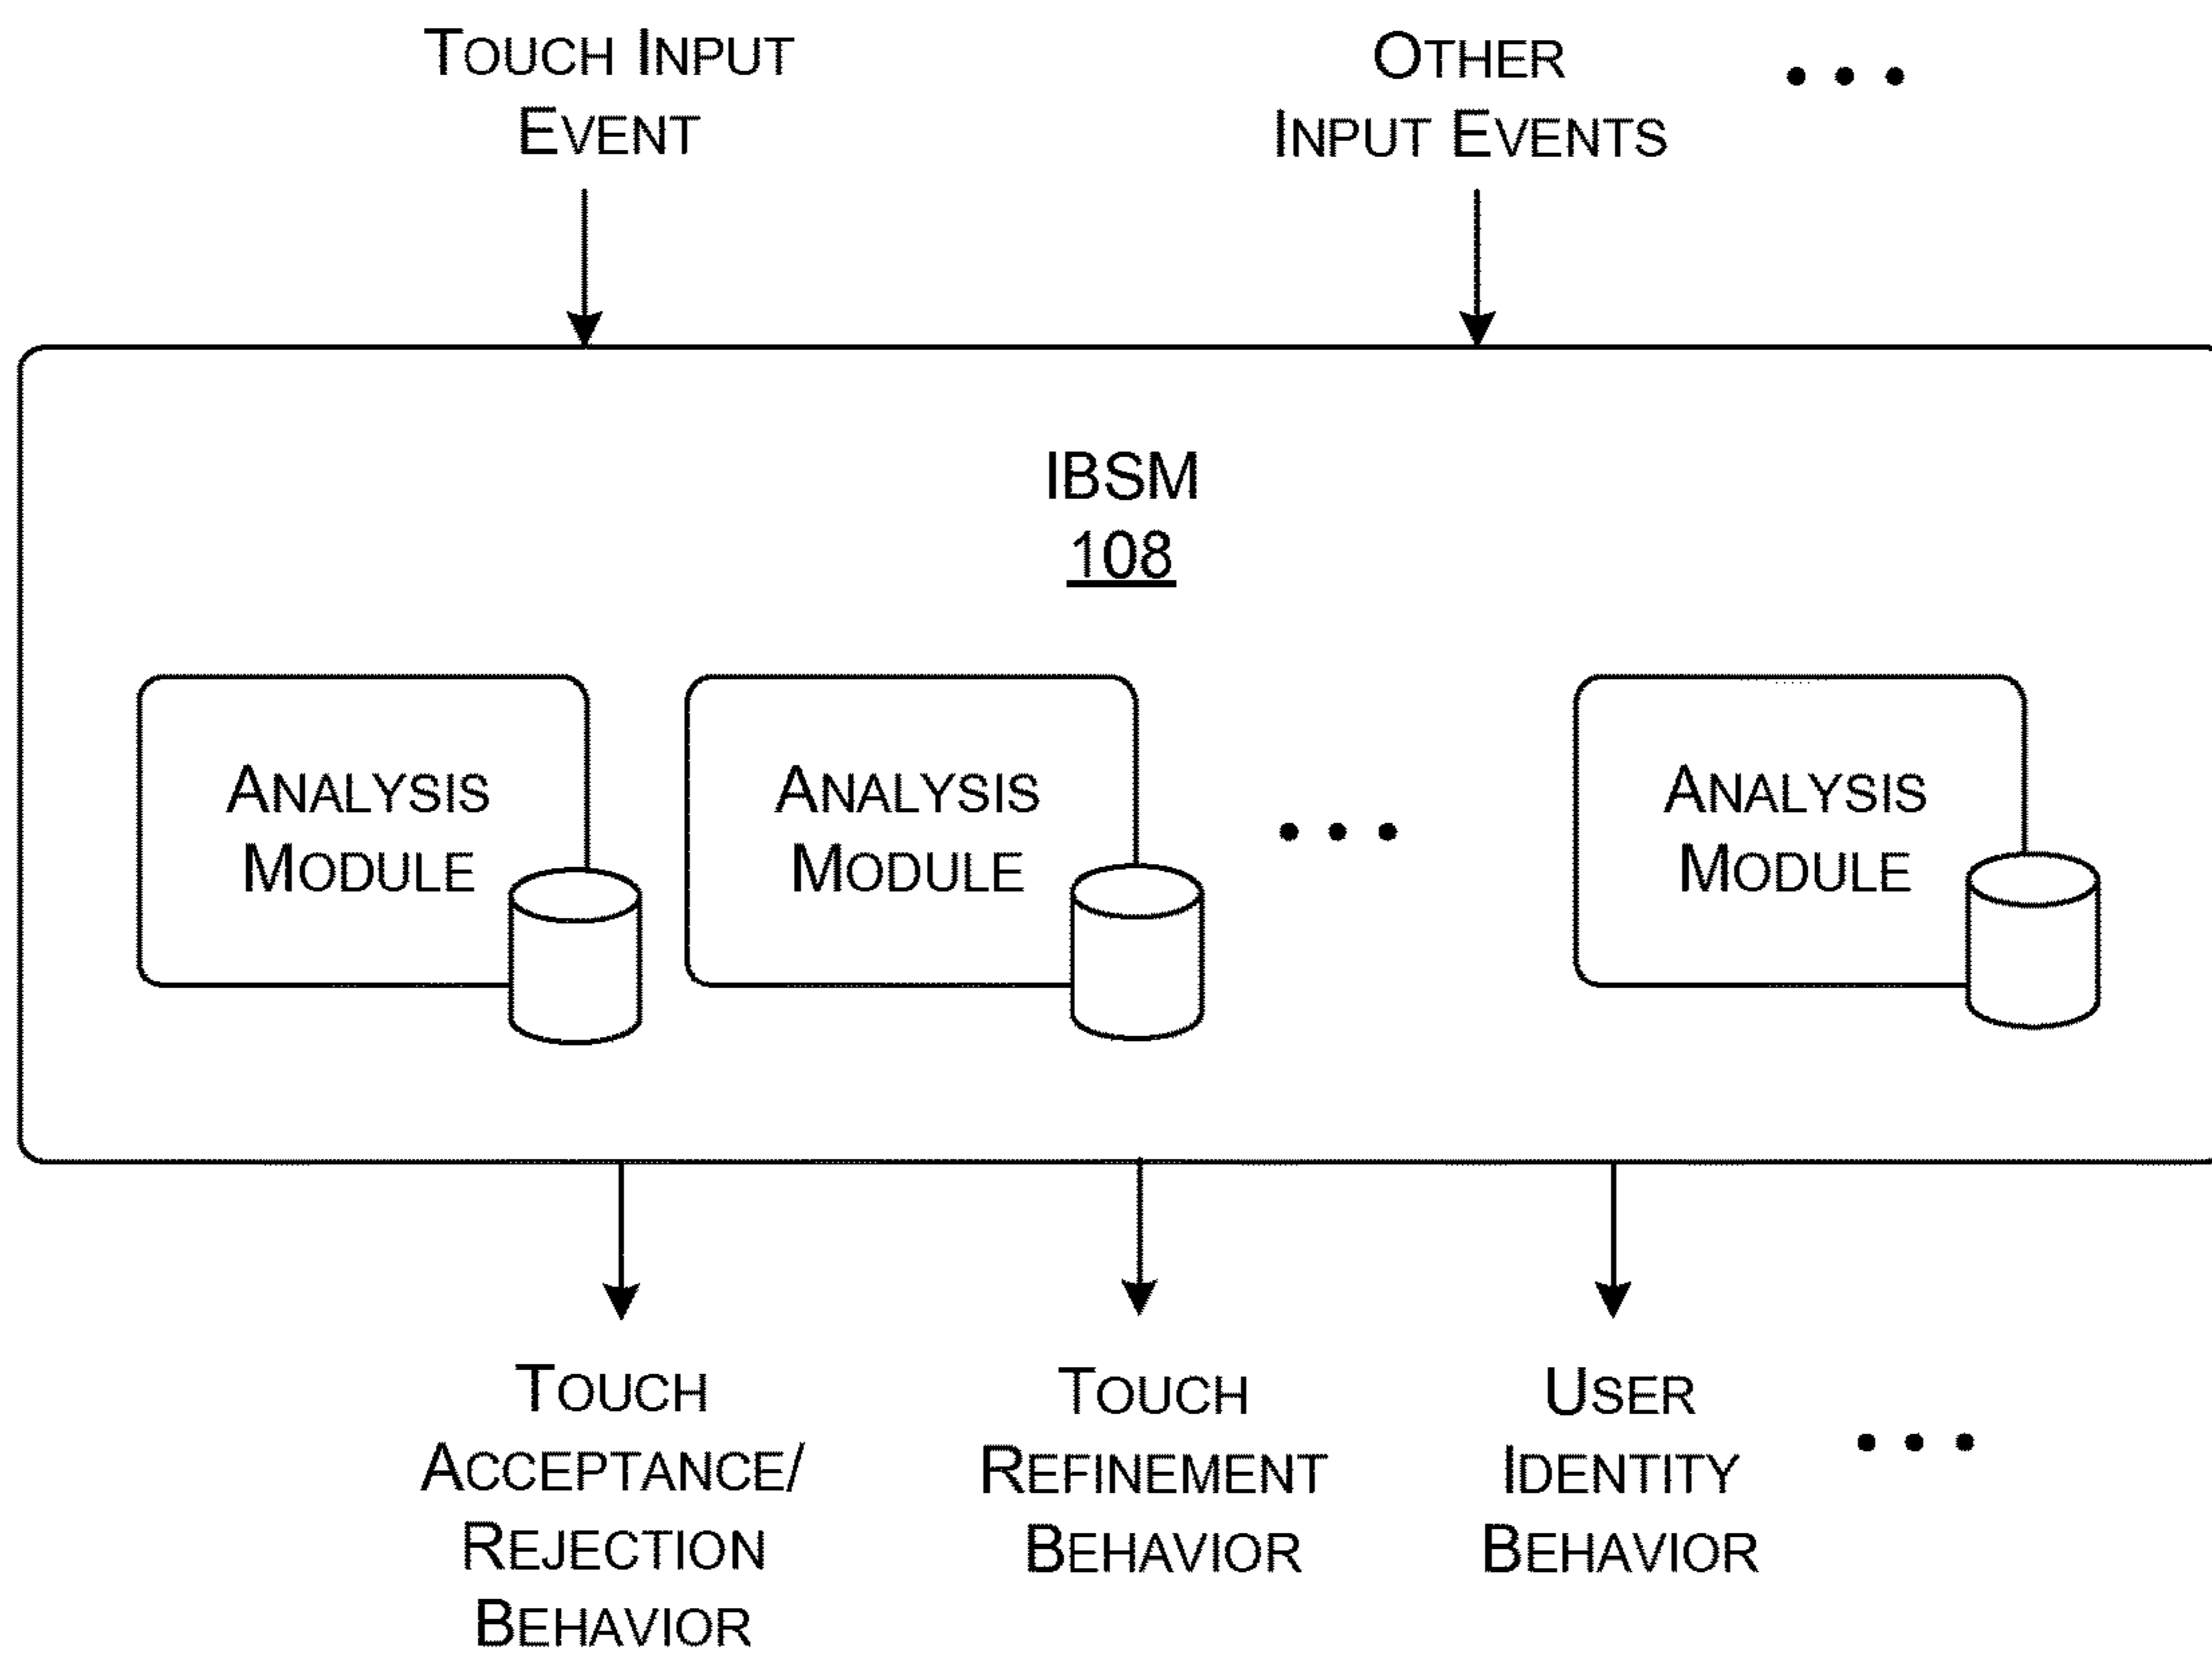 TOUCH INPUT
EVENT
OTHER
INPUT EVENTS
• • •
IBSM
108
ANALYSIS
MODULE
ANALYSIS
MODULE
• • •
ANALYSIS
MODULE
TOUCH
ACCEPTANCE/
REJECTION
BEHAVIOR
TOUCH
REFINEMENT
BEHAVIOR
USER
IDENTITY
BEHAVIOR
• • •